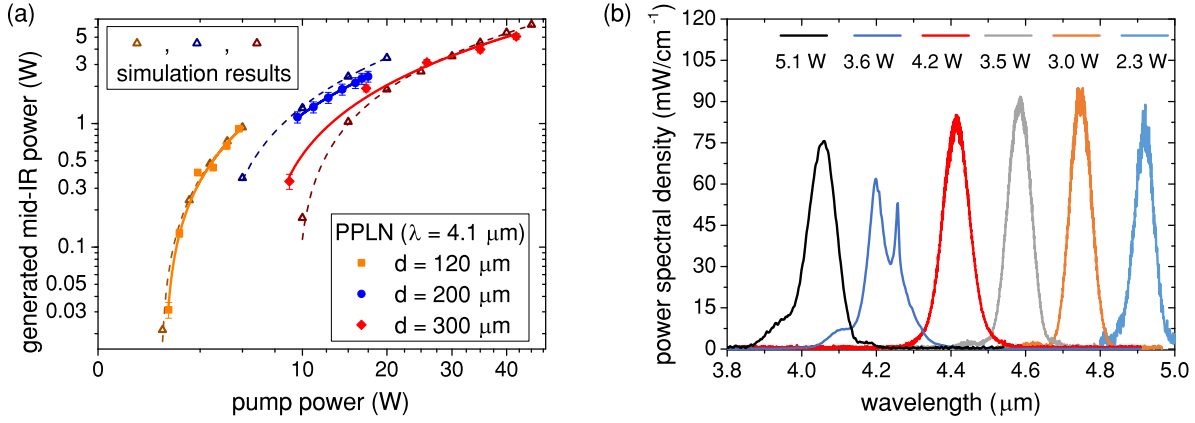 (a)
generated mid-IR power (W)
5
3
1
0.5
0.3
0.1
0.05
0.03
, ,
simulation results
PPLN (λ = 4.1 μm)
d = 120 μm
d = 200 μm
d = 300 μm
0 10 20 30 40
pump power (W)
(b)
power spectral density (mW/cm⁻¹)
120
105
90
75
60
45
30
15
0
5.1 W 3.6 W 4.2 W 3.5 W 3.0 W 2.3 W
3.8 4.0 4.2 4.4 4.6 4.8 5.0
wavelength (μm)